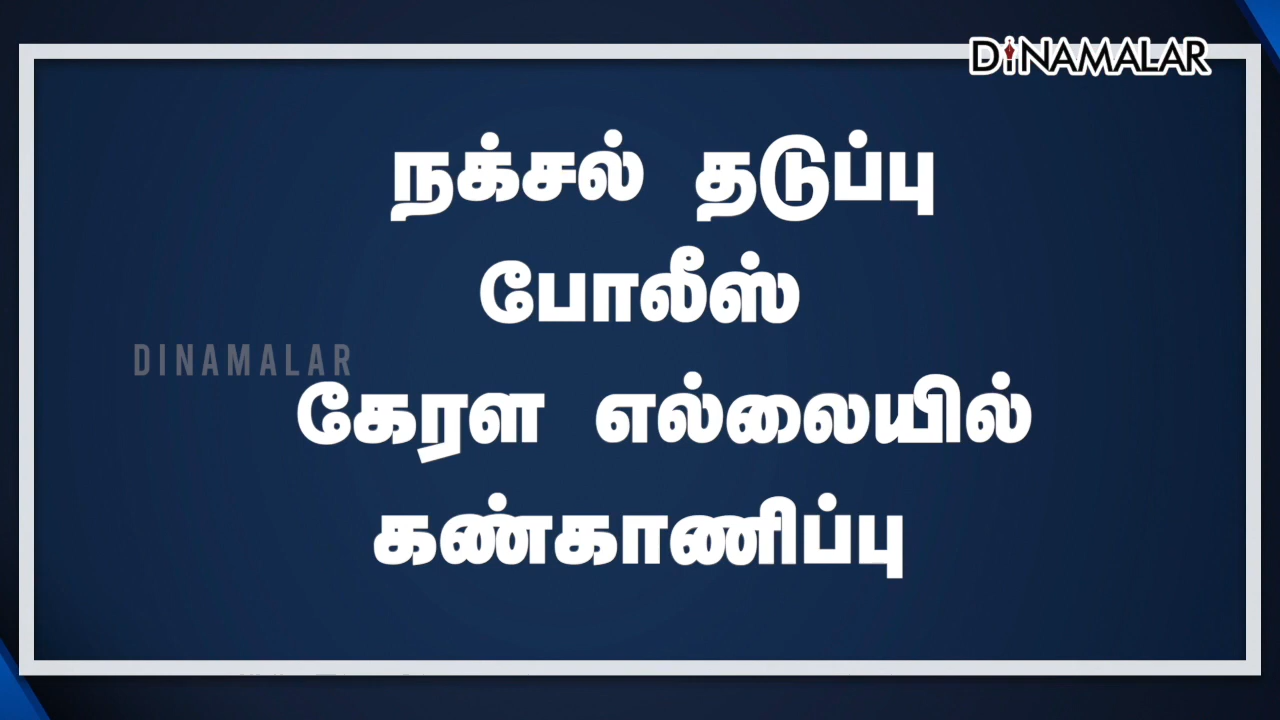 DINAMALAR
நக்சல் தடுப்பு
போலீஸ்
DINAMALAR
கேரள எல்லையில்
கண்காணிப்பு